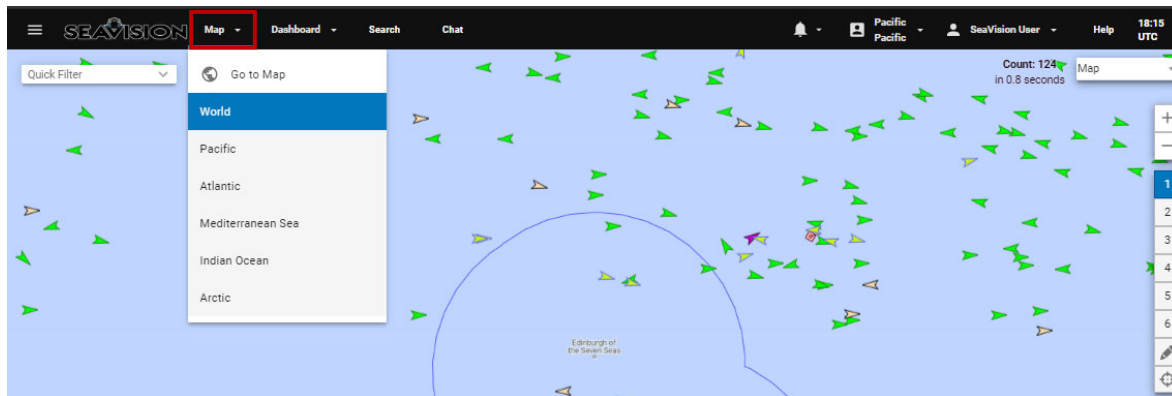 SEAVISION
Map
Dashboard
Search
Chat
Pacific
Pacific
SeaVision User
Help
18:15
UTC
Quick Filter
Go to Map
World
Pacific
Atlantic
Mediterranean Sea
Indian Ocean
Arctic
Count: 124
in 0.8 seconds
Map
+
−
1
2
3
4
5
6
Edinburgh of
the Seven Seas